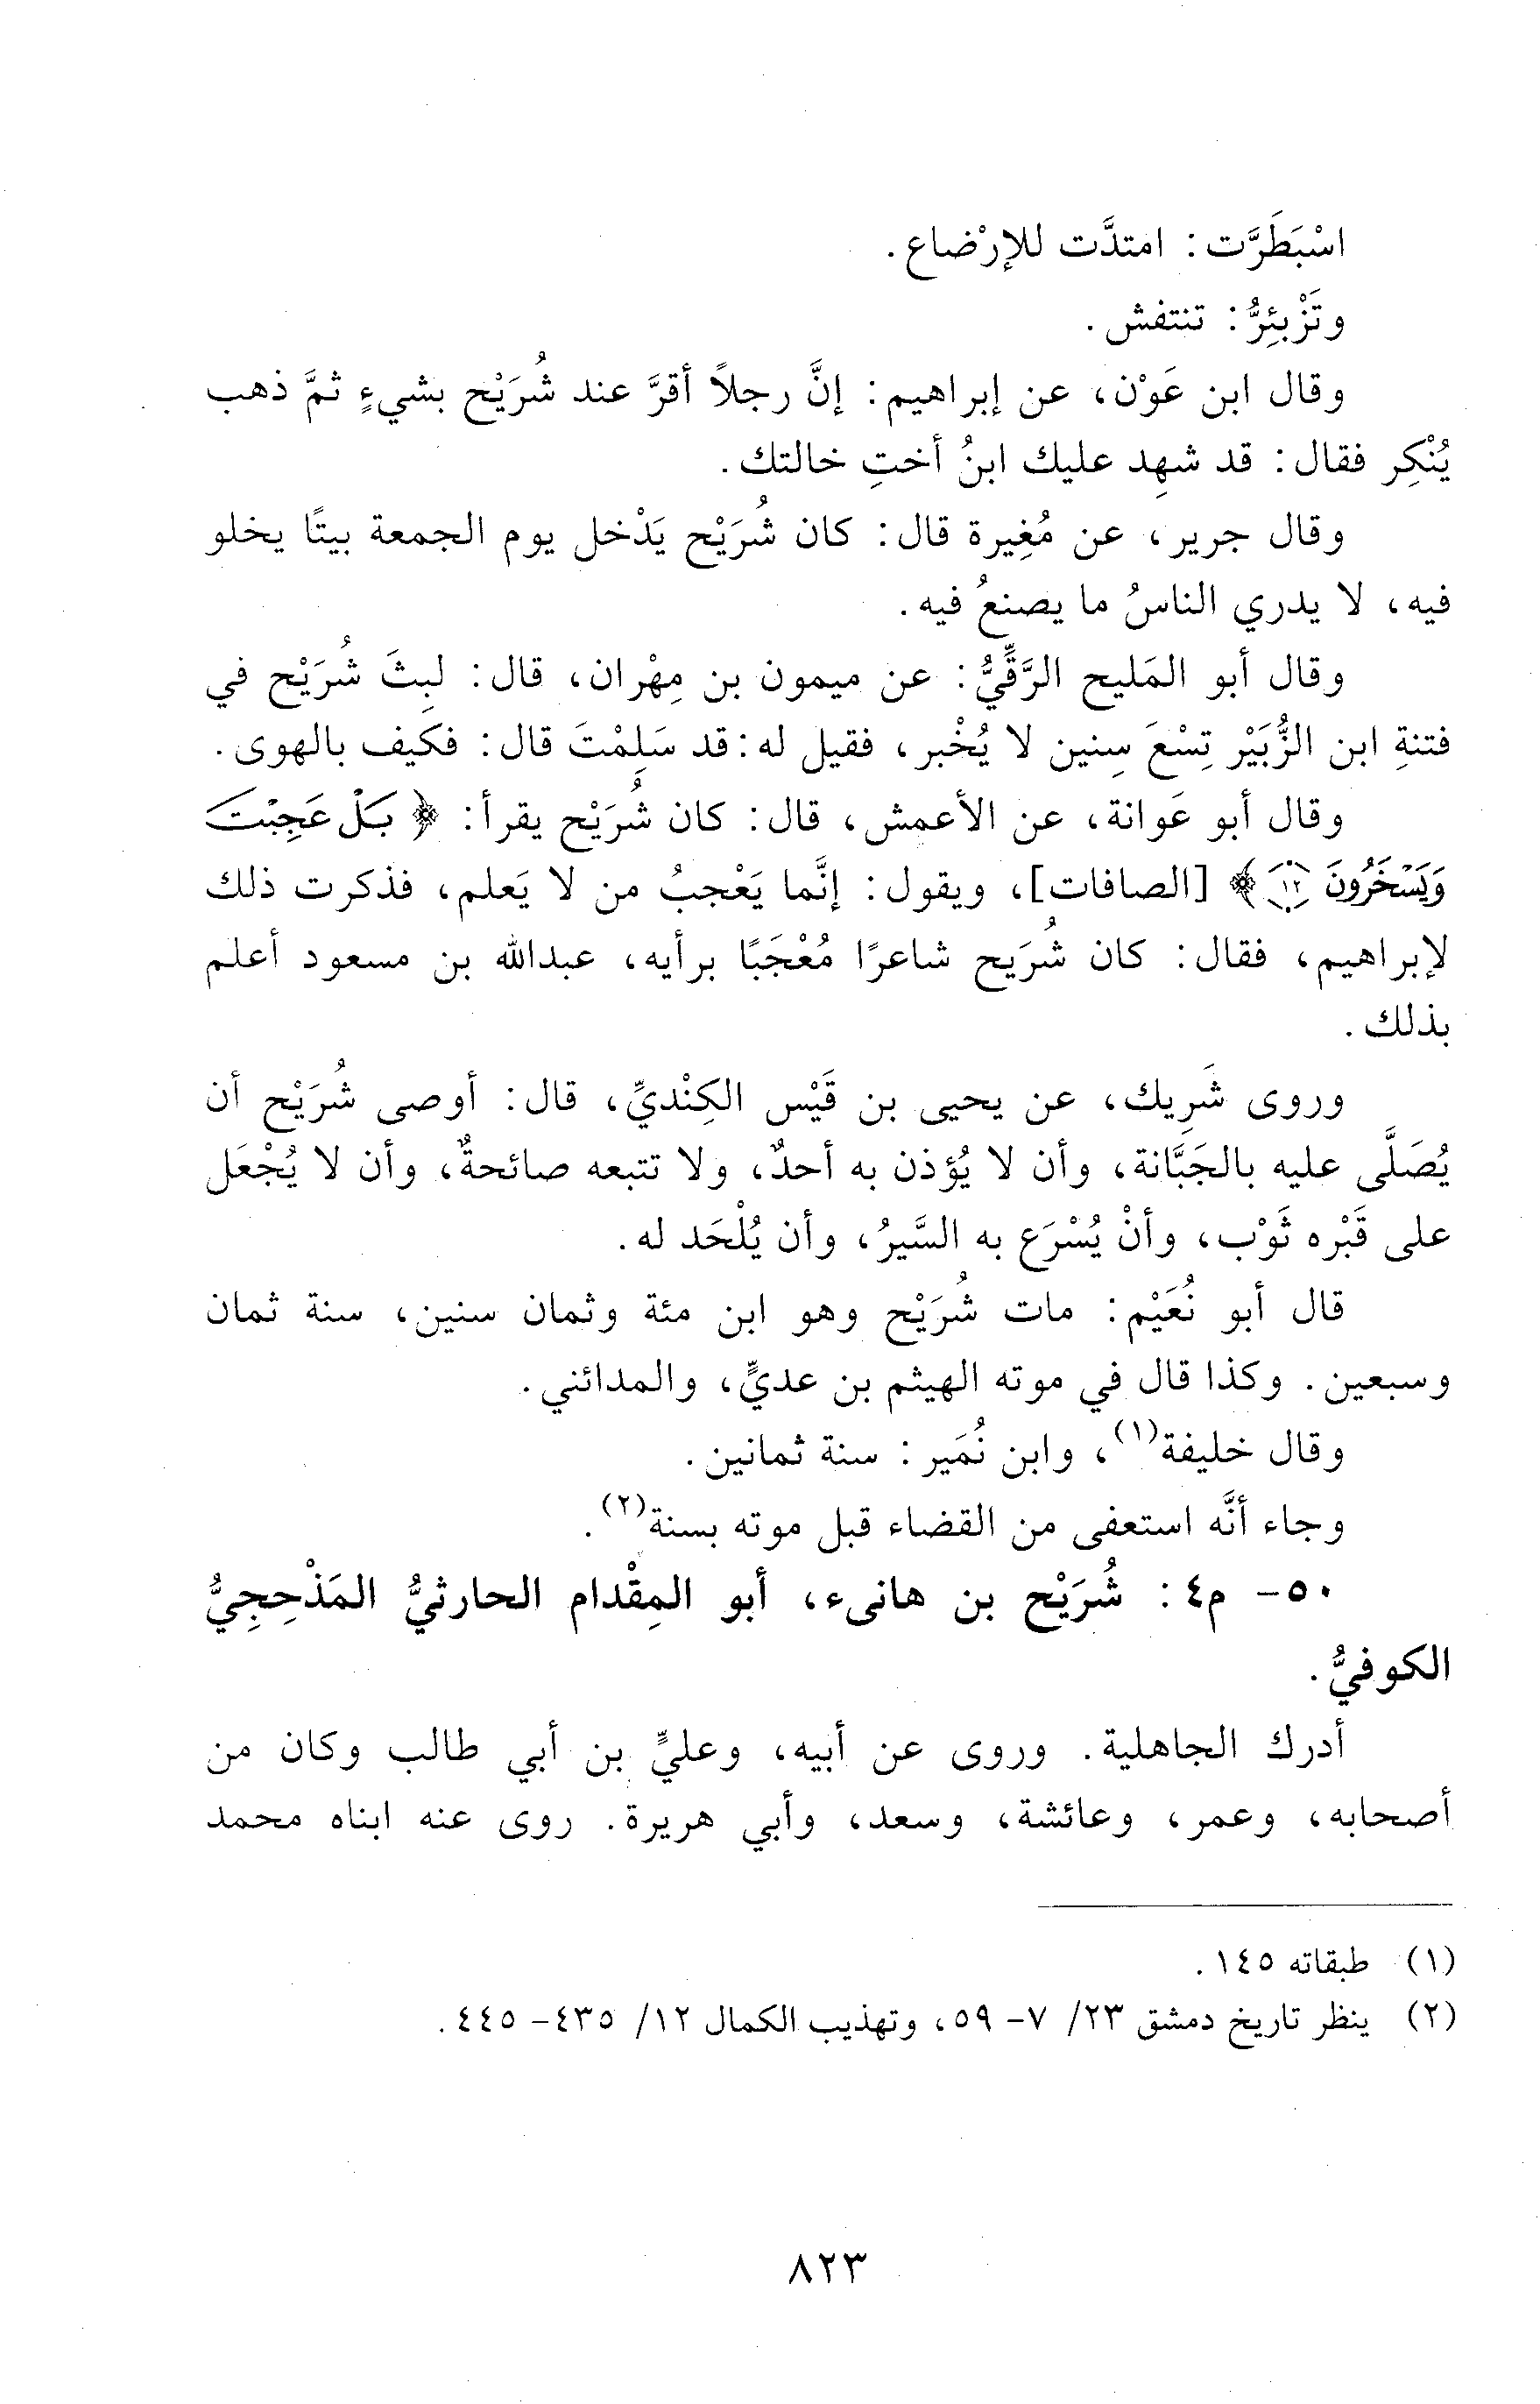 اسْبَطَرَّت: امتدَّت للإرْضاع.
وتَزْبئِرُّ: تنتفش.
وقال ابن عَوْن، عن إبراهيم: إنَّ رجلاً أقرَّ عند شُرَيْح بشيءٍ ثمَّ ذهب
يُنْكِر فقال: قد شهِد عليك ابنُ أختِ خالتك.
وقال جرير، عن مُغِيرة قال: كان شُرَيْح يَدْخل يوم الجمعة بيتًا يخلو
فيه، لا يدري الناسُ ما يصنعُ فيه.
وقال أبو المَليح الرَّقِّيُّ: عن ميمون بن مِهْران، قال: لبِثَ شُرَيْح في
فتنةِ ابن الزُّبَيْر تِسْعَ سِنين لا يُخْبر، فقيل له: قد سَلِمْتَ قال: فكيف بالهوى.
وقال أبو عَوانة، عن الأعمش، قال: كان شُرَيْح يقرأ: ﴿بَلْ عَجِبْتَ
وَيَسْخَرُونَ ١٢﴾ [الصافات]، ويقول: إنَّما يَعْجبُ من لا يَعلم، فذكرت ذلك
لإبراهيم، فقال: كان شُرَيح شاعرًا مُعْجَبًا برأيه، عبدالله بن مسعود أعلم
بذلك.
وروى شَرِيك، عن يحيى بن قَيْس الكِنْديِّ، قال: أوصى شُرَيْح أن
يُصَلَّى عليه بالجَبَّانة، وأن لا يُؤذن به أحدٌ، ولا تتبعه صائحةٌ، وأن لا يُجْعَل
على قَبْره ثَوْب، وأنْ يُسْرَع به السَّيرُ، وأن يُلْحَد له.
قال أبو نُعَيْم: مات شُرَيْح وهو ابن مئة وثمان سنين، سنة ثمان
وسبعين. وكذا قال في موته الهيثم بن عديٍّ، والمدائني.
وقال خليفة(١)، وابن نُمَير: سنة ثمانين.
وجاء أنَّه استعفى من القضاء قبل موته بسنة(٢).
٥٠- م٤: شُرَيْح بن هانىء، أبو المِقْدام الحارثيُّ المَذْحِجِيُّ
الكوفيُّ.
أدرك الجاهلية. وروى عن أبيه، وعليٍّ بن أبي طالب وكان من
أصحابه، وعمر، وعائشة، وسعد، وأبي هريرة. روى عنه ابناه محمد
(١) طبقاته ١٤٥.
(٢) ينظر تاريخ دمشق ٢٣/ ٧- ٥٩، وتهذيب الكمال ١٢/ ٤٣٥- ٤٤٥.
٨٢٣